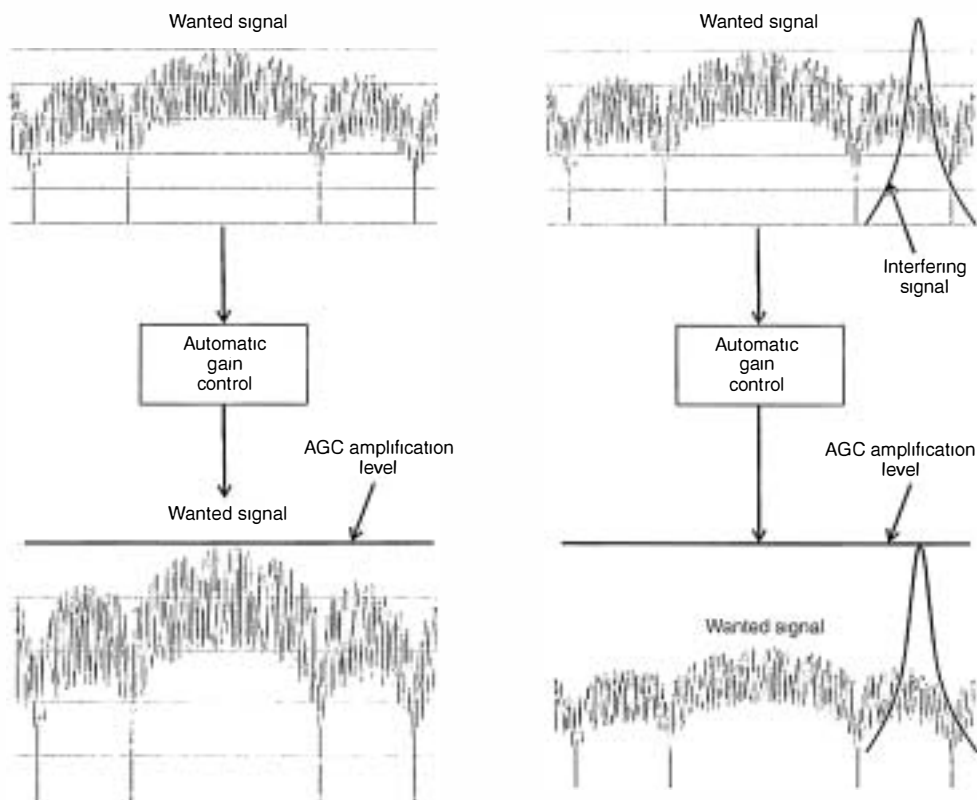 Wanted signal
Automatic
gain
control
AGC amplification
level
Wanted signal
Wanted signal
Interfering
signal
Automatic
gain
control
AGC amplification
level
Wanted signal